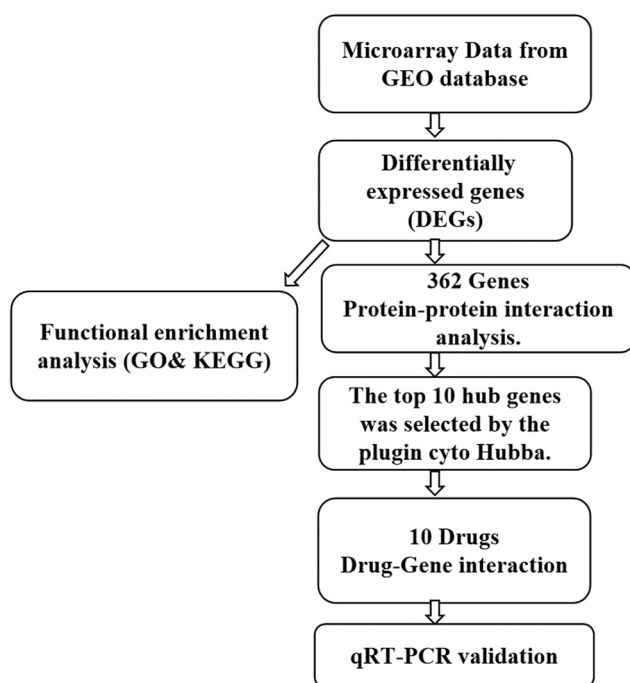 Microarray Data from
GEO database
Differentially
expressed genes
(DEGs)
Functional enrichment
analysis (GO& KEGG)
362 Genes
Protein-protein interaction
analysis.
The top 10 hub genes
was selected by the
plugin cyto Hubba.
10 Drugs
Drug-Gene interaction
qRT-PCR validation